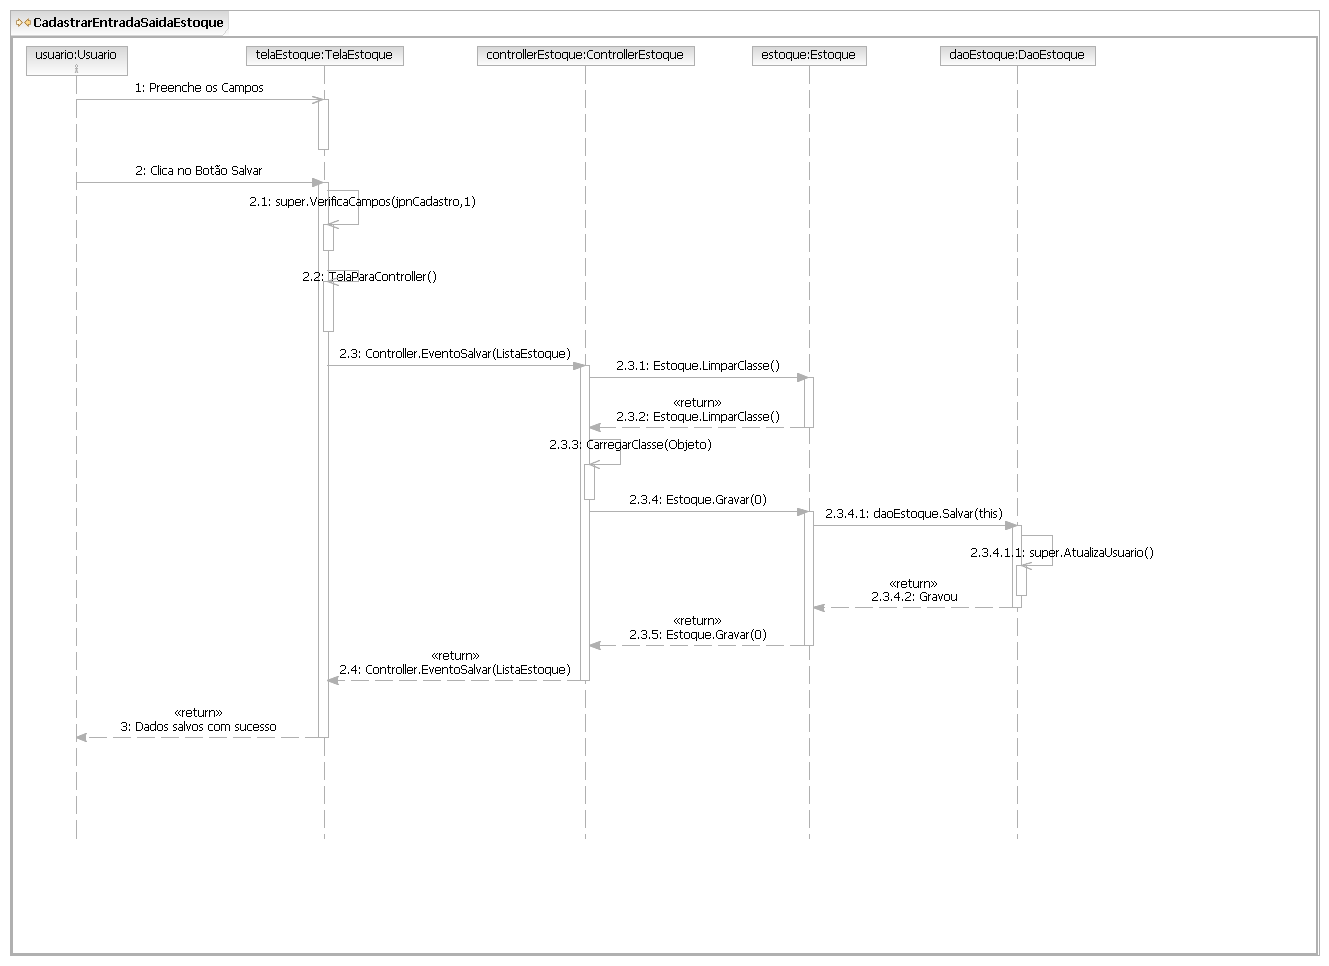 CadastrarEntradaSaidaEstoque
usuario:Usuario
telaEstoque:TelaEstoque
controllerEstoque:ControllerEstoque
estoque:Estoque
daoEstoque:DaoEstoque
1: Preenche os Campos
2: Clica no Botão Salvar
2.1: super.VerificaCampos(jpnCadastro,1)
2.2: TelaParaController()
2.3: Controller.EventoSalvar(ListaEstoque)
2.3.1: Estoque.LimparClasse()
«return»
2.3.2: Estoque.LimparClasse()
2.3.3: CarregarClasse(Objeto)
2.3.4: Estoque.Gravar(0)
2.3.4.1: daoEstoque.Salvar(this)
2.3.4.1.1: super.AtualizaUsuario()
«return»
2.3.4.2: Gravou
«return»
2.3.5: Estoque.Gravar(0)
«return»
2.4: Controller.EventoSalvar(ListaEstoque)
«return»
3: Dados salvos com sucesso